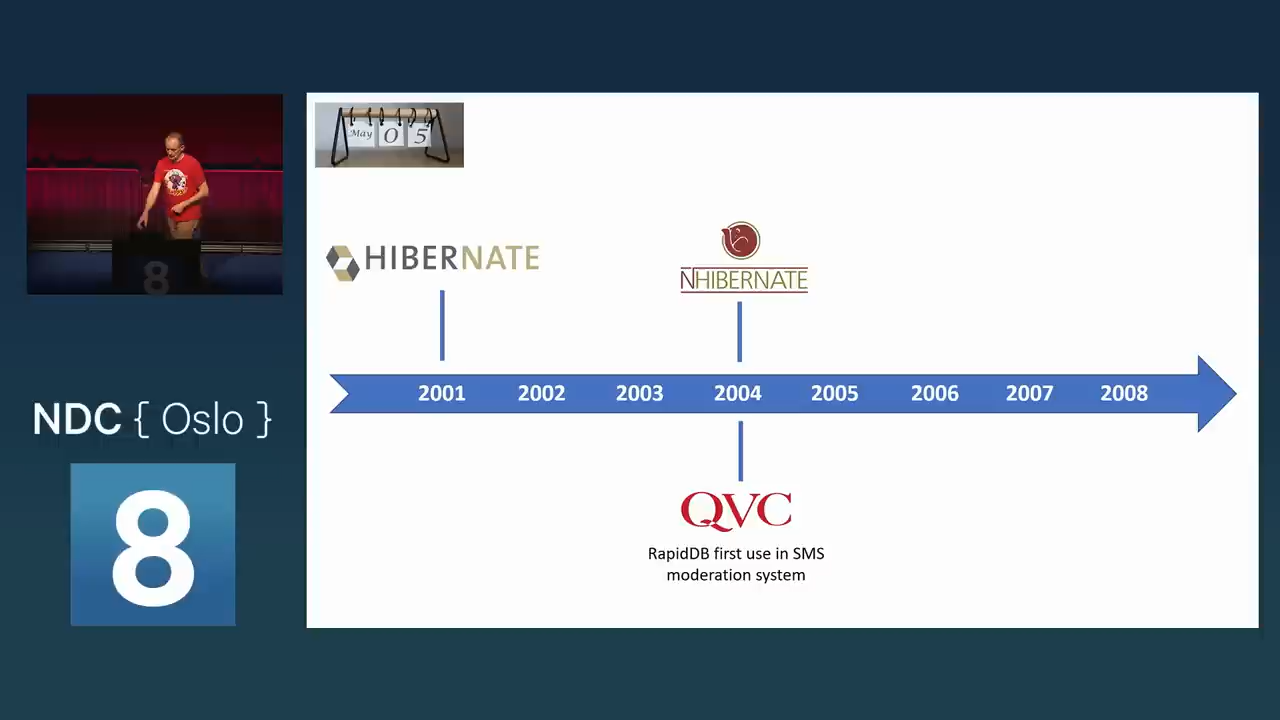 May 0 5
HIBERNATE
NHIBERNATE
2001 2002 2003 2004 2005 2006 2007 2008
QVC
RapidDB first use in SMS
moderation system
8
NDC { Oslo }
8